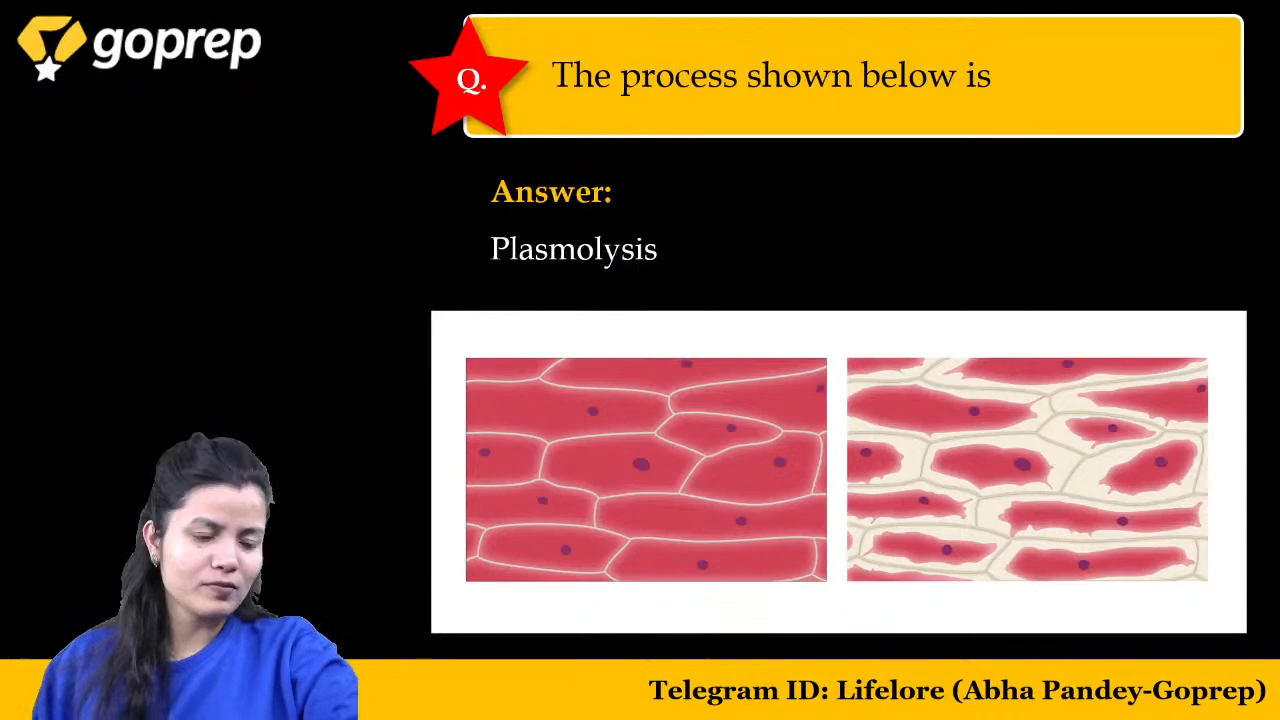 goprep
Q.
The process shown below is
Answer:
Plasmolysis
Telegram ID: Lifelore (Abha Pandey-Goprep)